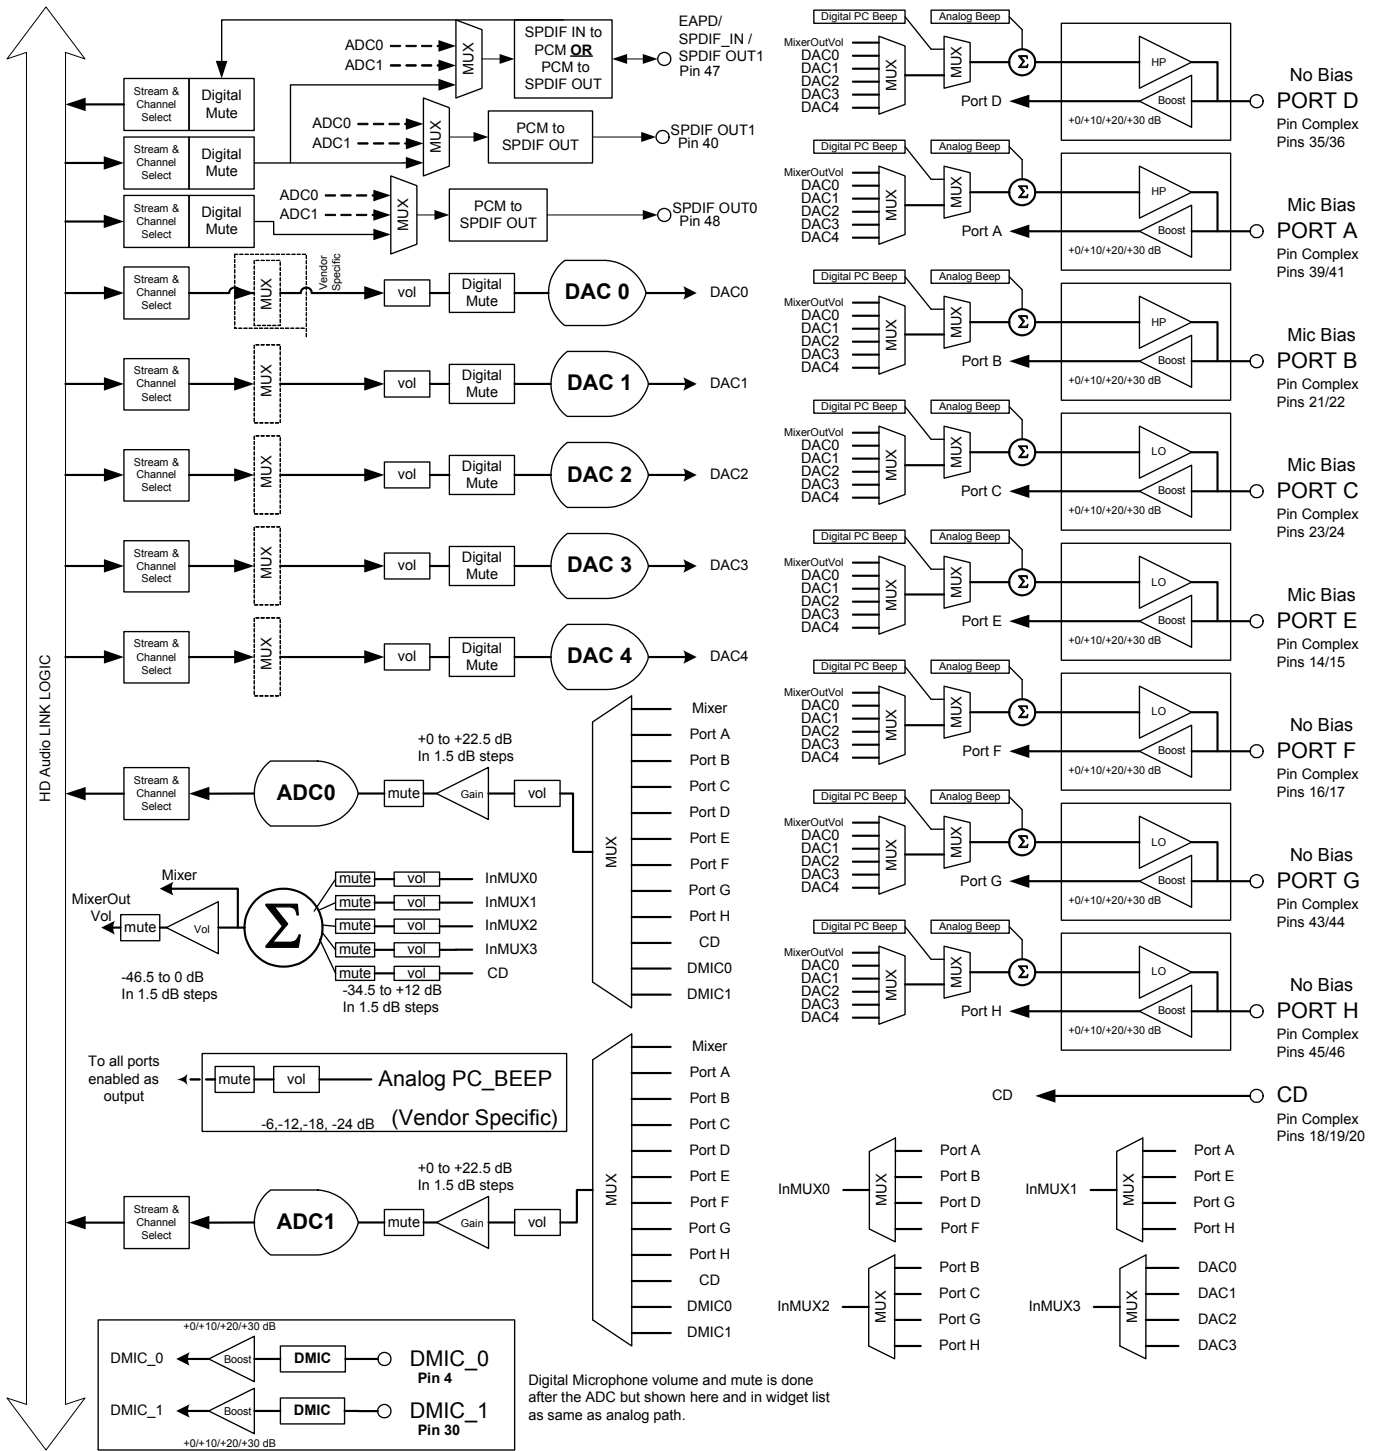 HD Audio LINK LOGIC
Stream &
Channel
Select
Digital
Mute
ADC0
ADC1
MUX
SPDIF IN to
PCM OR
PCM to
SPDIF OUT
EAPD/
SPDIF_IN /
SPDIF OUT1
Pin 47
Stream &
Channel
Select
Digital
Mute
ADC0
ADC1
MUX
PCM to
SPDIF OUT
SPDIF OUT1
Pin 40
Stream &
Channel
Select
Digital
Mute
ADC0
ADC1
MUX
PCM to
SPDIF OUT
SPDIF OUT0
Pin 48
Stream &
Channel
Select
MUX
Vendor
Specific
vol
Digital
Mute
DAC 0
DAC0
Stream &
Channel
Select
MUX
vol
Digital
Mute
DAC 1
DAC1
Stream &
Channel
Select
MUX
vol
Digital
Mute
DAC 2
DAC2
Stream &
Channel
Select
MUX
vol
Digital
Mute
DAC 3
DAC3
Stream &
Channel
Select
MUX
vol
Digital
Mute
DAC 4
DAC4
Stream &
Channel
Select
ADC0
mute
Gain
+0 to +22.5 dB
In 1.5 dB steps
vol
MUX
Mixer
Port A
Port B
Port C
Port D
Port E
Port F
Port G
Port H
CD
DMIC0
DMIC1
Mixer
MixerOut
Vol
mute
Vol
-46.5 to 0 dB
In 1.5 dB steps
Σ
mute vol InMUX0
mute vol InMUX1
mute vol InMUX2
mute vol InMUX3
mute vol CD
-34.5 to +12 dB
In 1.5 dB steps
To all ports
enabled as
output
mute
vol
Analog PC_BEEP
(Vendor Specific)
-6,-12,-18, -24 dB
Stream &
Channel
Select
ADC1
mute
Gain
+0 to +22.5 dB
In 1.5 dB steps
vol
MUX
Mixer
Port A
Port B
Port C
Port D
Port E
Port F
Port G
Port H
CD
DMIC0
DMIC1
+0/+10/+20/+30 dB
DMIC_0
Boost
DMIC
DMIC_0
Pin 4
DMIC_1
Boost
DMIC
DMIC_1
Pin 30
+0/+10/+20/+30 dB
Digital Microphone volume and mute is done
after the ADC but shown here and in widget list
as same as analog path.
Digital PC Beep
Analog Beep
MixerOutVol
DAC0
DAC1
DAC2
DAC3
DAC4
MUX
MUX
Σ
HP
Port D
Boost
+0/+10/+20/+30 dB
No Bias
PORT D
Pin Complex
Pins 35/36
Digital PC Beep
Analog Beep
MixerOutVol
DAC0
DAC1
DAC2
DAC3
DAC4
MUX
MUX
Σ
HP
Port A
Boost
+0/+10/+20/+30 dB
Mic Bias
PORT A
Pin Complex
Pins 39/41
Digital PC Beep
Analog Beep
MixerOutVol
DAC0
DAC1
DAC2
DAC3
DAC4
MUX
MUX
Σ
HP
Port B
Boost
+0/+10/+20/+30 dB
Mic Bias
PORT B
Pin Complex
Pins 21/22
Digital PC Beep
Analog Beep
MixerOutVol
DAC0
DAC1
DAC2
DAC3
DAC4
MUX
MUX
Σ
LO
Port C
Boost
+0/+10/+20/+30 dB
Mic Bias
PORT C
Pin Complex
Pins 23/24
Digital PC Beep
Analog Beep
MixerOutVol
DAC0
DAC1
DAC2
DAC3
DAC4
MUX
MUX
Σ
LO
Port E
Boost
+0/+10/+20/+30 dB
Mic Bias
PORT E
Pin Complex
Pins 14/15
Digital PC Beep
Analog Beep
MixerOutVol
DAC0
DAC1
DAC2
DAC3
DAC4
MUX
MUX
Σ
LO
Port F
Boost
+0/+10/+20/+30 dB
No Bias
PORT F
Pin Complex
Pins 16/17
Digital PC Beep
Analog Beep
MixerOutVol
DAC0
DAC1
DAC2
DAC3
DAC4
MUX
MUX
Σ
LO
Port G
Boost
+0/+10/+20/+30 dB
No Bias
PORT G
Pin Complex
Pins 43/44
Digital PC Beep
Analog Beep
MixerOutVol
DAC0
DAC1
DAC2
DAC3
DAC4
MUX
MUX
Σ
LO
Port H
Boost
+0/+10/+20/+30 dB
No Bias
PORT H
Pin Complex
Pins 45/46
CD
CD
Pin Complex
Pins 18/19/20
InMUX0
MUX
Port A
Port B
Port D
Port F
InMUX1
MUX
Port A
Port E
Port G
Port H
InMUX2
MUX
Port B
Port C
Port G
Port H
InMUX3
MUX
DAC0
DAC1
DAC2
DAC3